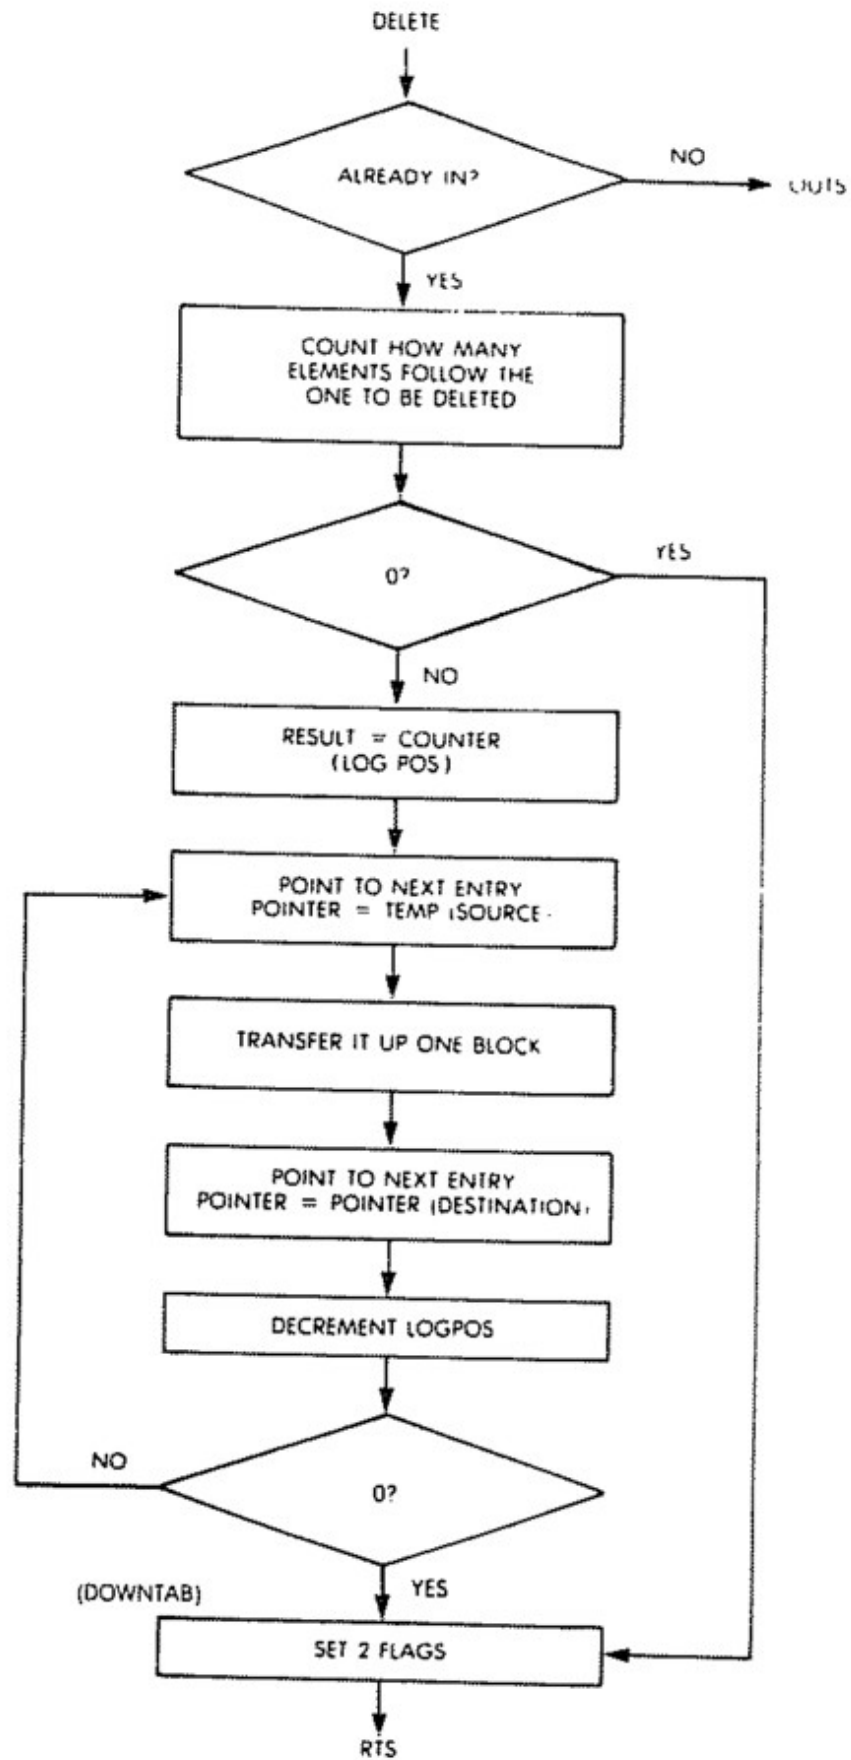 DELETE
ALREADY IN?
NO
OUTS
YES
COUNT HOW MANY
ELEMENTS FOLLOW THE
ONE TO BE DELETED
0?
YES
NO
RESULT = COUNTER
(LOG POS)
POINT TO NEXT ENTRY
POINTER = TEMP (SOURCE
TRANSFER IT UP ONE BLOCK
POINT TO NEXT ENTRY
POINTER = POINTER (DESTINATION)
DECREMENT LOGPOS
NO
0?
YES
(DOWNTAB)
SET 2 FLAGS
RTS